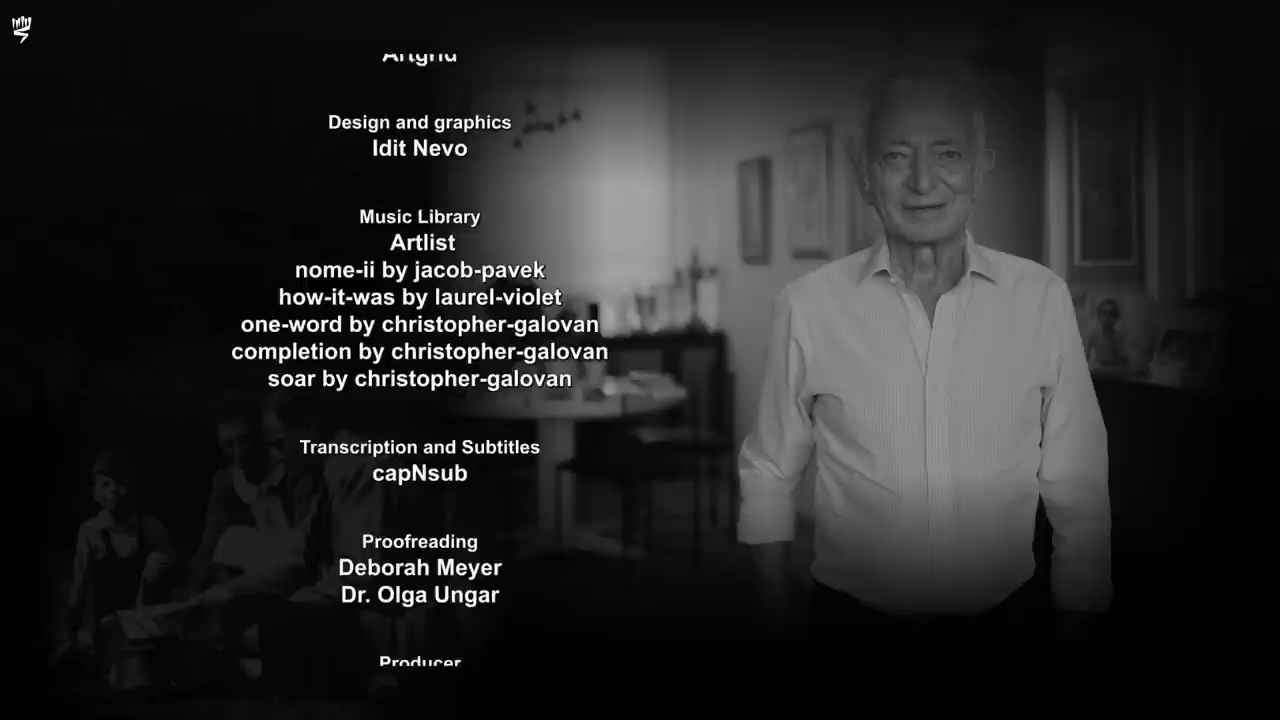 Artgrid
Design and graphics
Idit Nevo
Music Library
Artlist
nome-ii by jacob-pavek
how-it-was by laurel-violet
one-word by christopher-galovan
completion by christopher-galovan
soar by christopher-galovan
Transcription and Subtitles
capNsub
Proofreading
Deborah Meyer
Dr. Olga Ungar
Producer